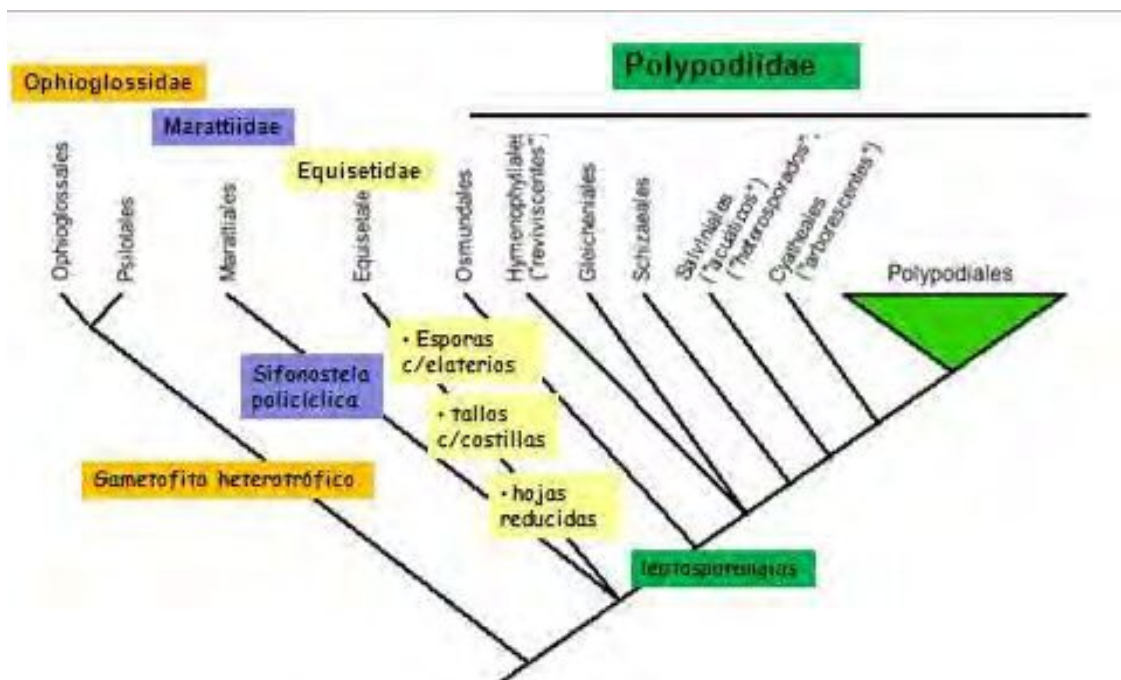 Polypodiidae
Ophioglossidae
Marattiidae
Equisetidae
Ophioglossales
Psilotales
Marattiales
Equisetale
Osmundales
Hymenophyllales
("reviviscentes")
Gleicheniales
Schizaeales
Salviniales
("acuáticos")
("heterosporados")
Cyatheales
("arborescentes")
Polypodiales
• Esporas
c/elaterios
Sifonostela
policíclica
• tallos
c/costillas
Gametofito heterotrófico
• hojas
reducidas
leptosporangios